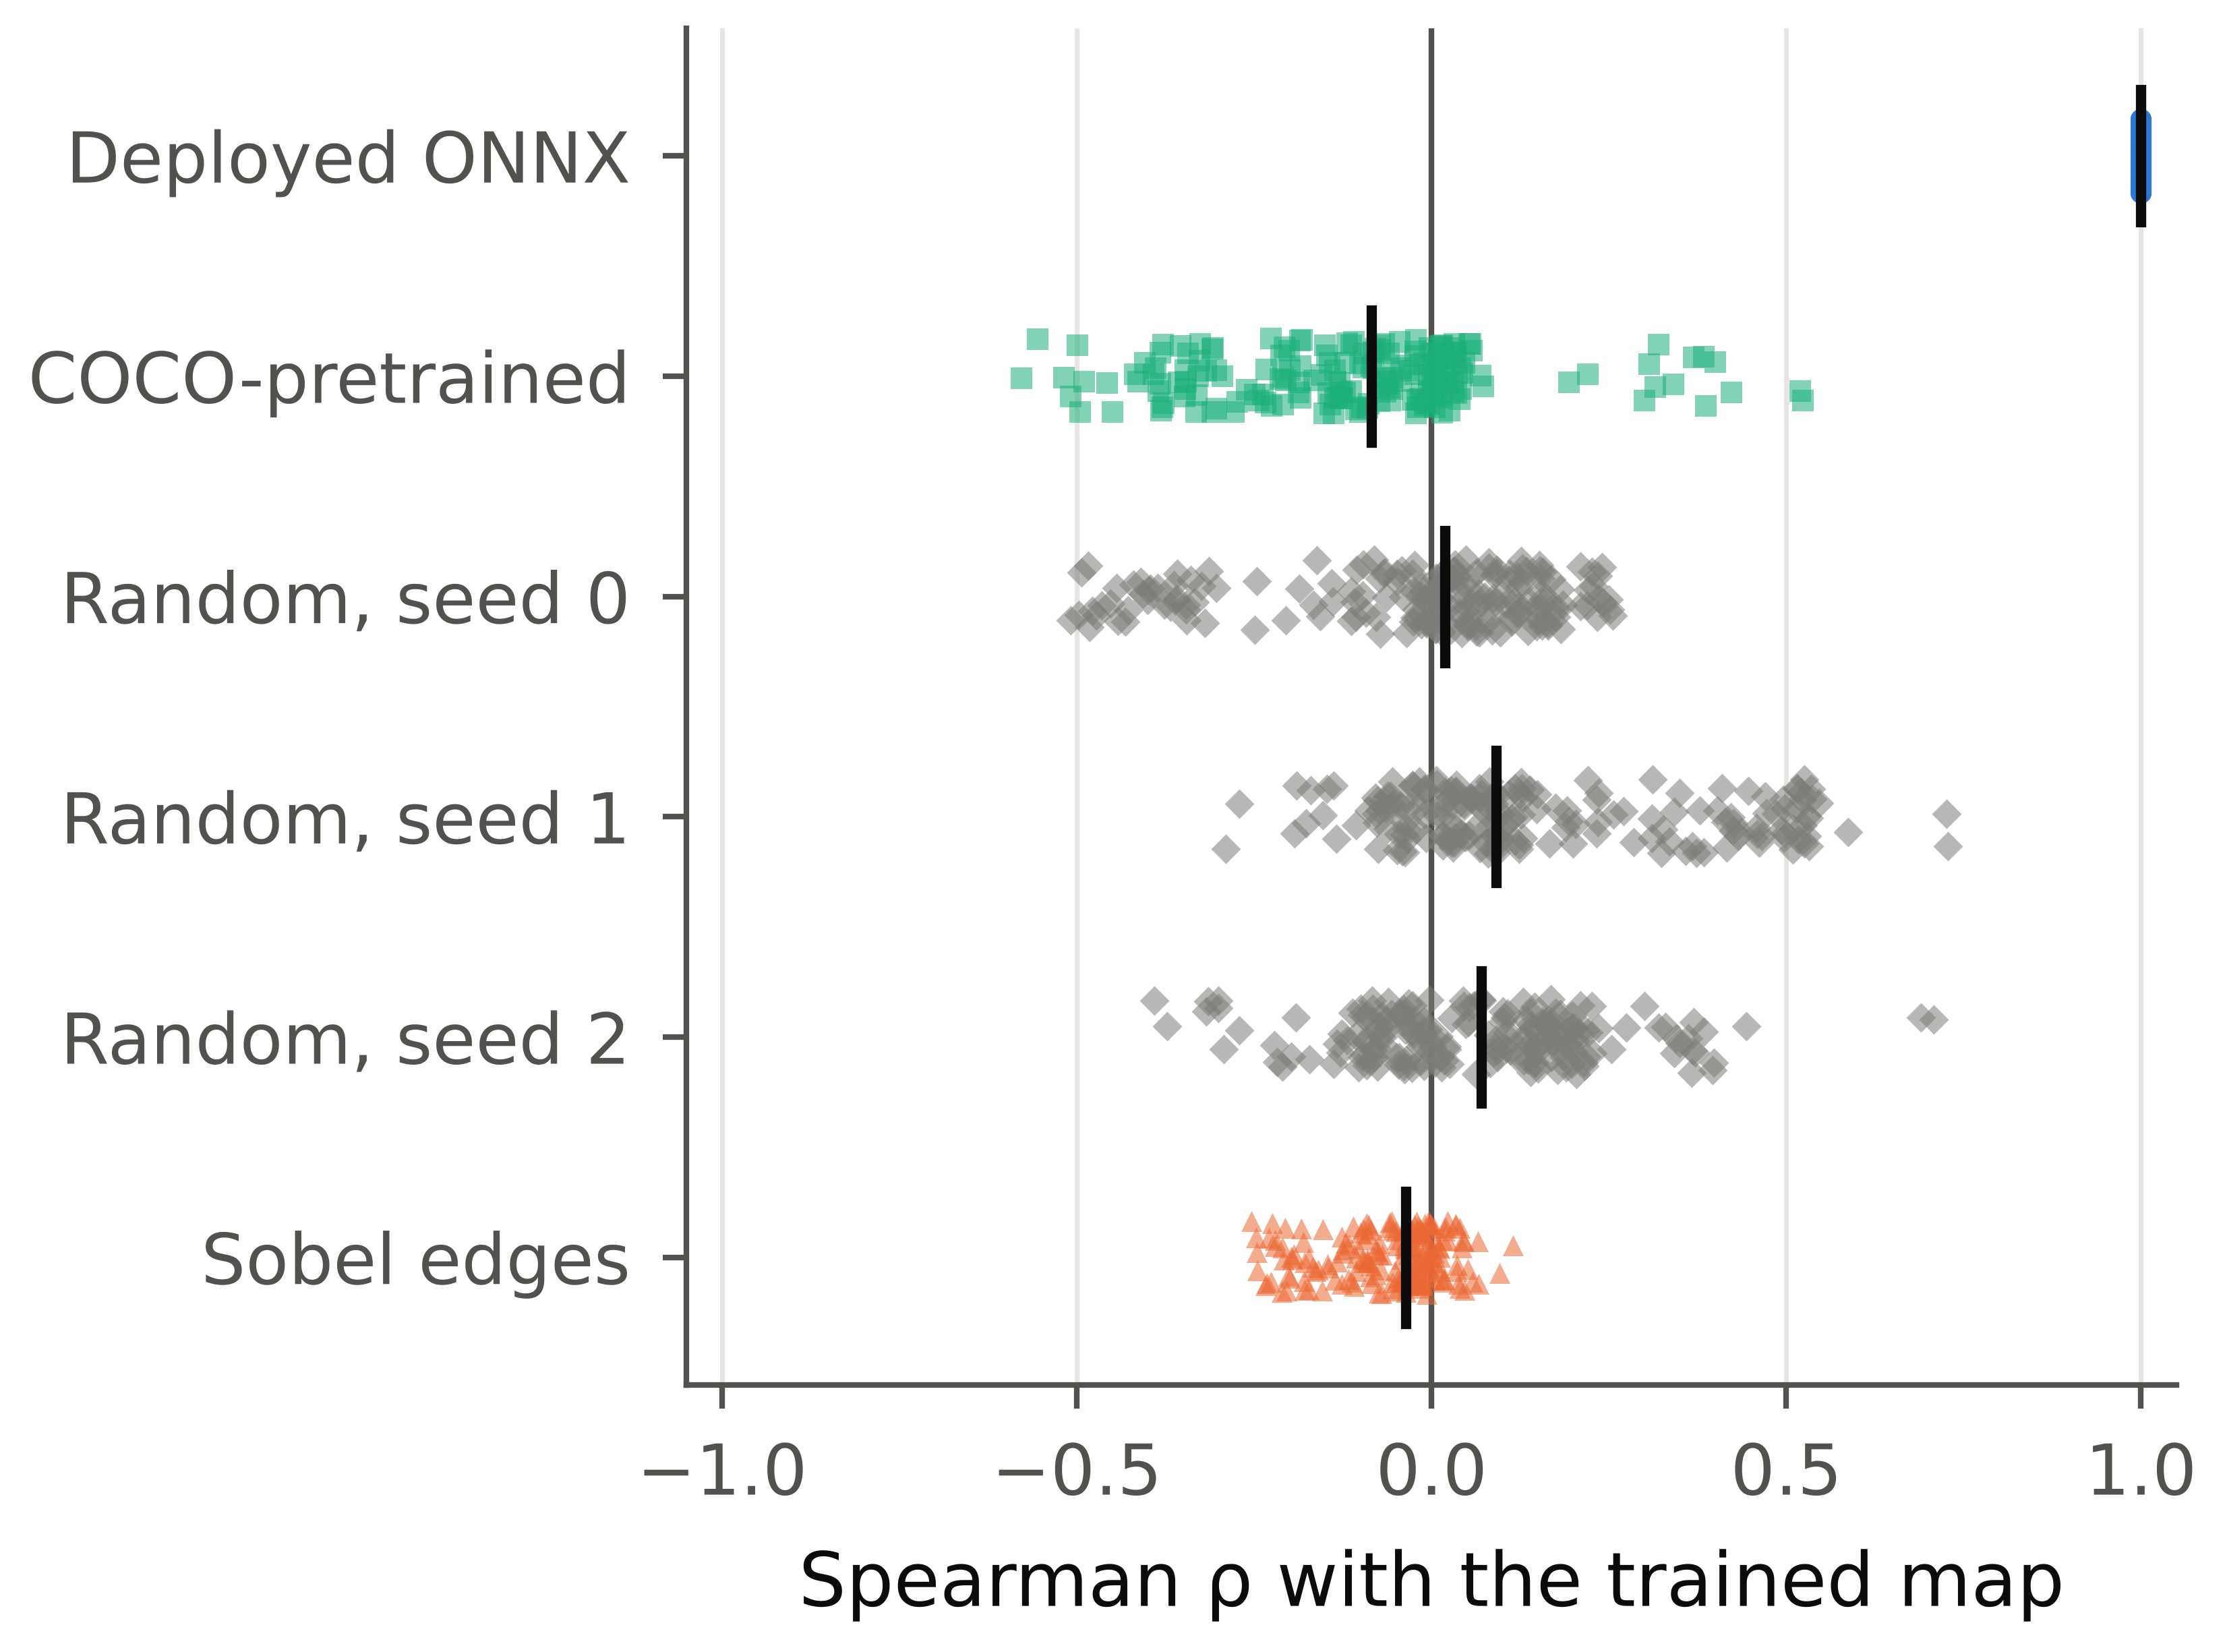 Deployed ONNX
COCO-pretrained
Random, seed 0
Random, seed 1
Random, seed 2
Sobel edges
−1.0 −0.5 0.0 0.5 1.0
Spearman ρ with the trained map